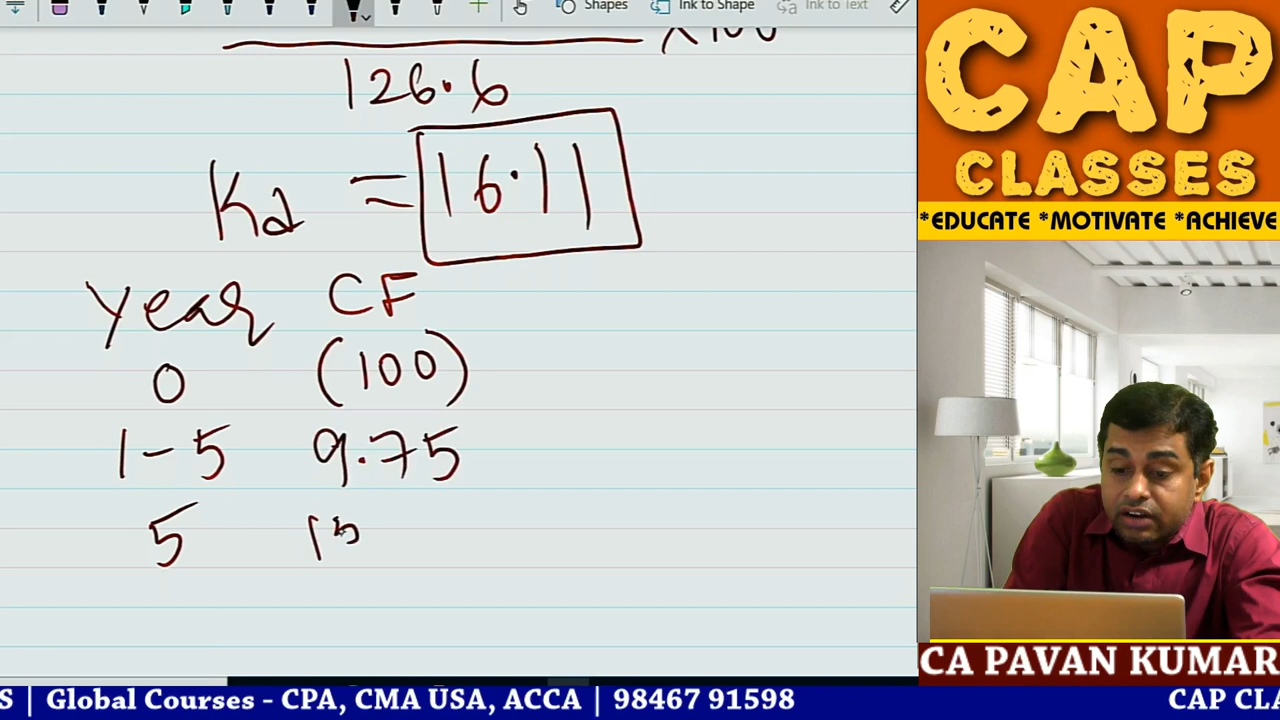 Shapes Ink to Shape Ink to Text
×100
126.6
Kd = 16.11
Year CF
0 (100)
1-5 9.75
5
CAP
CLASSES
*EDUCATE *MOTIVATE *ACHIEVE
CA PAVAN KUMAR
S | Global Courses - CPA, CMA USA, ACCA | 98467 91598 CAP CLA